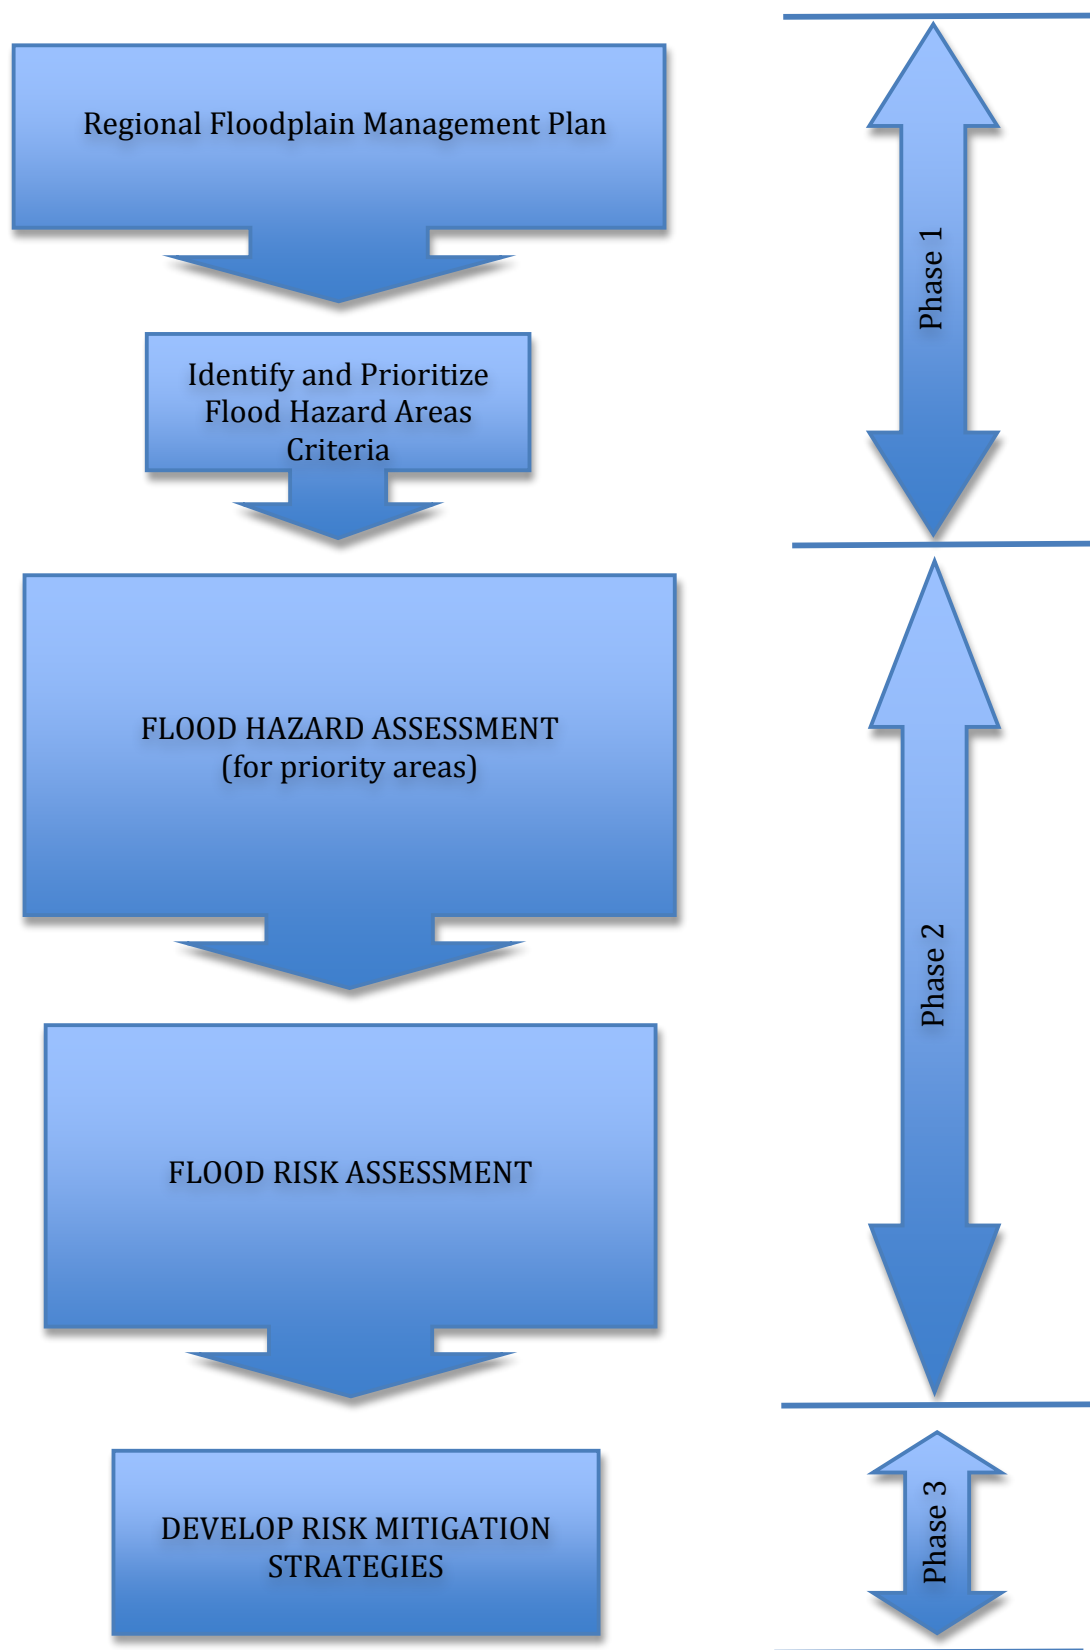 Regional Floodplain Management Plan
Phase 1
Identify and Prioritize
Flood Hazard Areas
Criteria
FLOOD HAZARD ASSESSMENT
(for priority areas)
Phase 2
FLOOD RISK ASSESSMENT
DEVELOP RISK MITIGATION
STRATEGIES
Phase 3